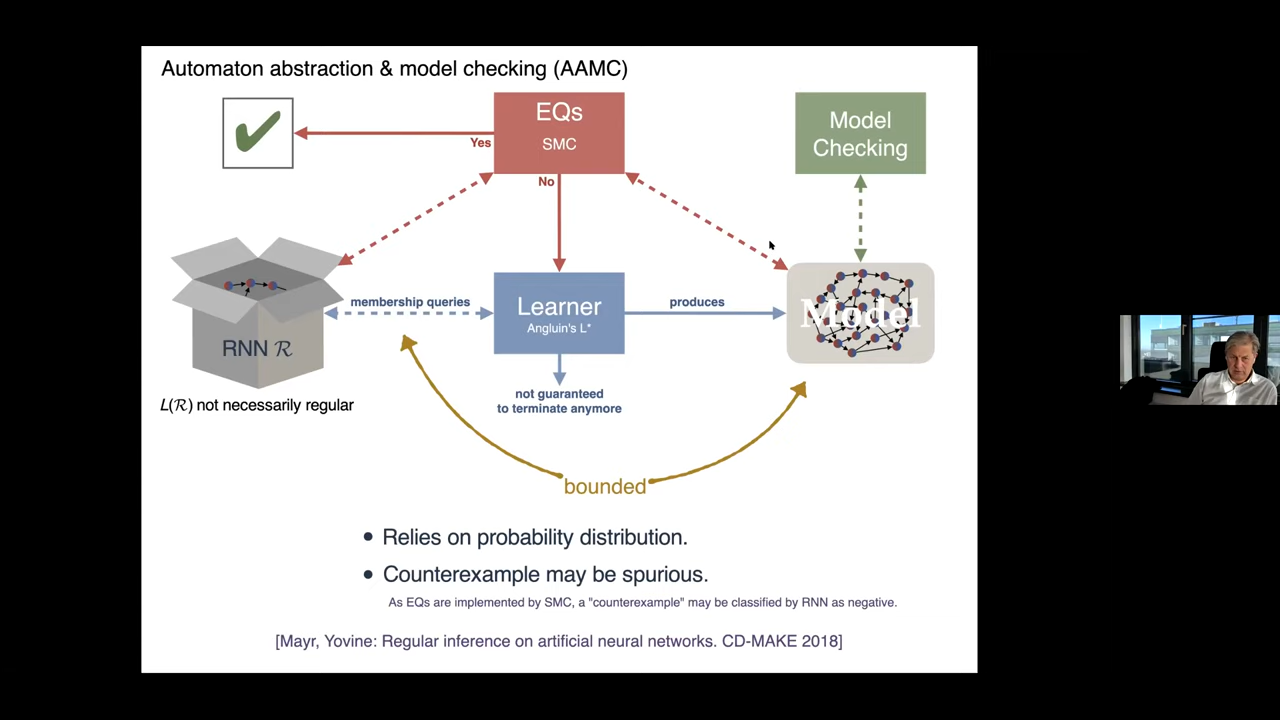 Automaton abstraction & model checking (AAMC)
EQs
SMC
Yes
No
Model
Checking
membership queries
Learner
Angluin's L*
produces
Model
RNN ℛ
L(ℛ) not necessarily regular
not guaranteed
to terminate anymore
bounded
• Relies on probability distribution.
• Counterexample may be spurious.
As EQs are implemented by SMC, a "counterexample" may be classified by RNN as negative.
[Mayr, Yovine: Regular inference on artificial neural networks. CD-MAKE 2018]